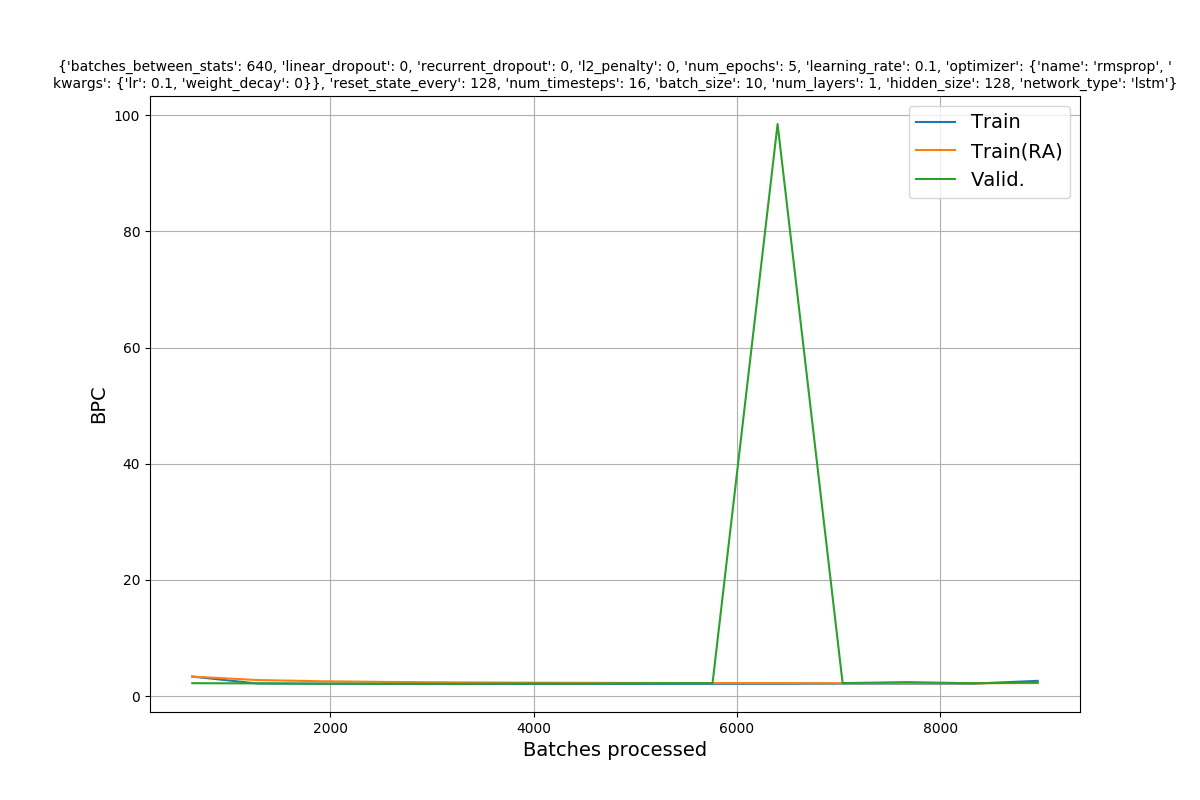 {'batches_between_stats': 640, 'linear_dropout': 0, 'recurrent_dropout': 0, 'l2_penalty': 0, 'num_epochs': 5, 'learning_rate': 0.1, 'optimizer': {'name': 'rmsprop', '
kwargs': {'lr': 0.1, 'weight_decay': 0}}, 'reset_state_every': 128, 'num_timesteps': 16, 'batch_size': 10, 'num_layers': 1, 'hidden_size': 128, 'network_type': 'lstm'}
Train
Train(RA)
Valid.
BPC
100
80
60
40
20
0
2000
4000
6000
8000
Batches processed